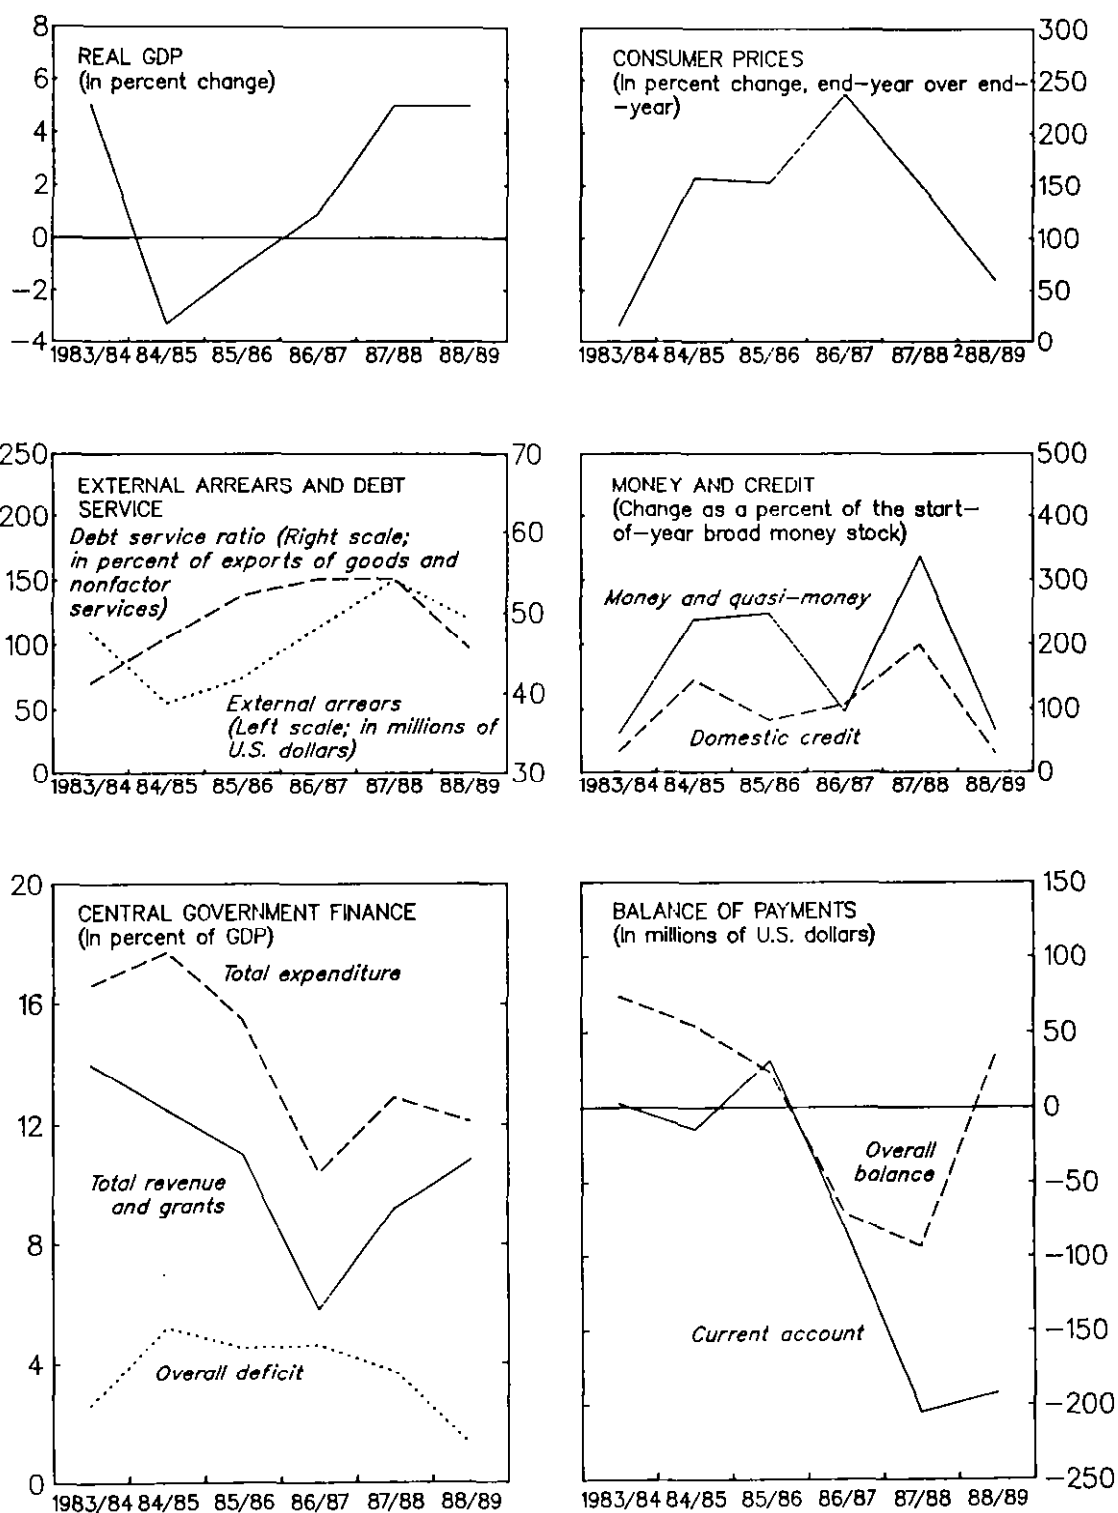 REAL GDP
(In percent change)
8
6
4
2
0
−2
−4
1983/84 84/85 85/86 86/87 87/88 88/89
CONSUMER PRICES
(In percent change, end−year over end−
−year)
300
250
200
150
100
50
0
1983/84 84/85 85/86 86/87 87/88 2 88/89
EXTERNAL ARREARS AND DEBT
SERVICE
Debt service ratio (Right scale;
in percent of exports of goods and
nonfactor
services)
External arrears
(Left scale; in millions of
U.S. dollars)
250
200
150
100
50
0
70
60
50
40
30
1983/84 84/85 85/86 86/87 87/88 88/89
MONEY AND CREDIT
(Change as a percent of the start−
of−year broad money stock)
Money and quasi−money
Domestic credit
500
400
300
200
100
0
1983/84 84/85 85/86 86/87 87/88 88/89
CENTRAL GOVERNMENT FINANCE
(In percent of GDP)
Total expenditure
Total revenue
and grants
Overall deficit
20
16
12
8
4
0
1983/84 84/85 85/86 86/87 87/88 88/89
BALANCE OF PAYMENTS
(In millions of U.S. dollars)
Overall
balance
Current account
150
100
50
0
−50
−100
−150
−200
−250
1983/84 84/85 85/86 86/87 87/88 88/89